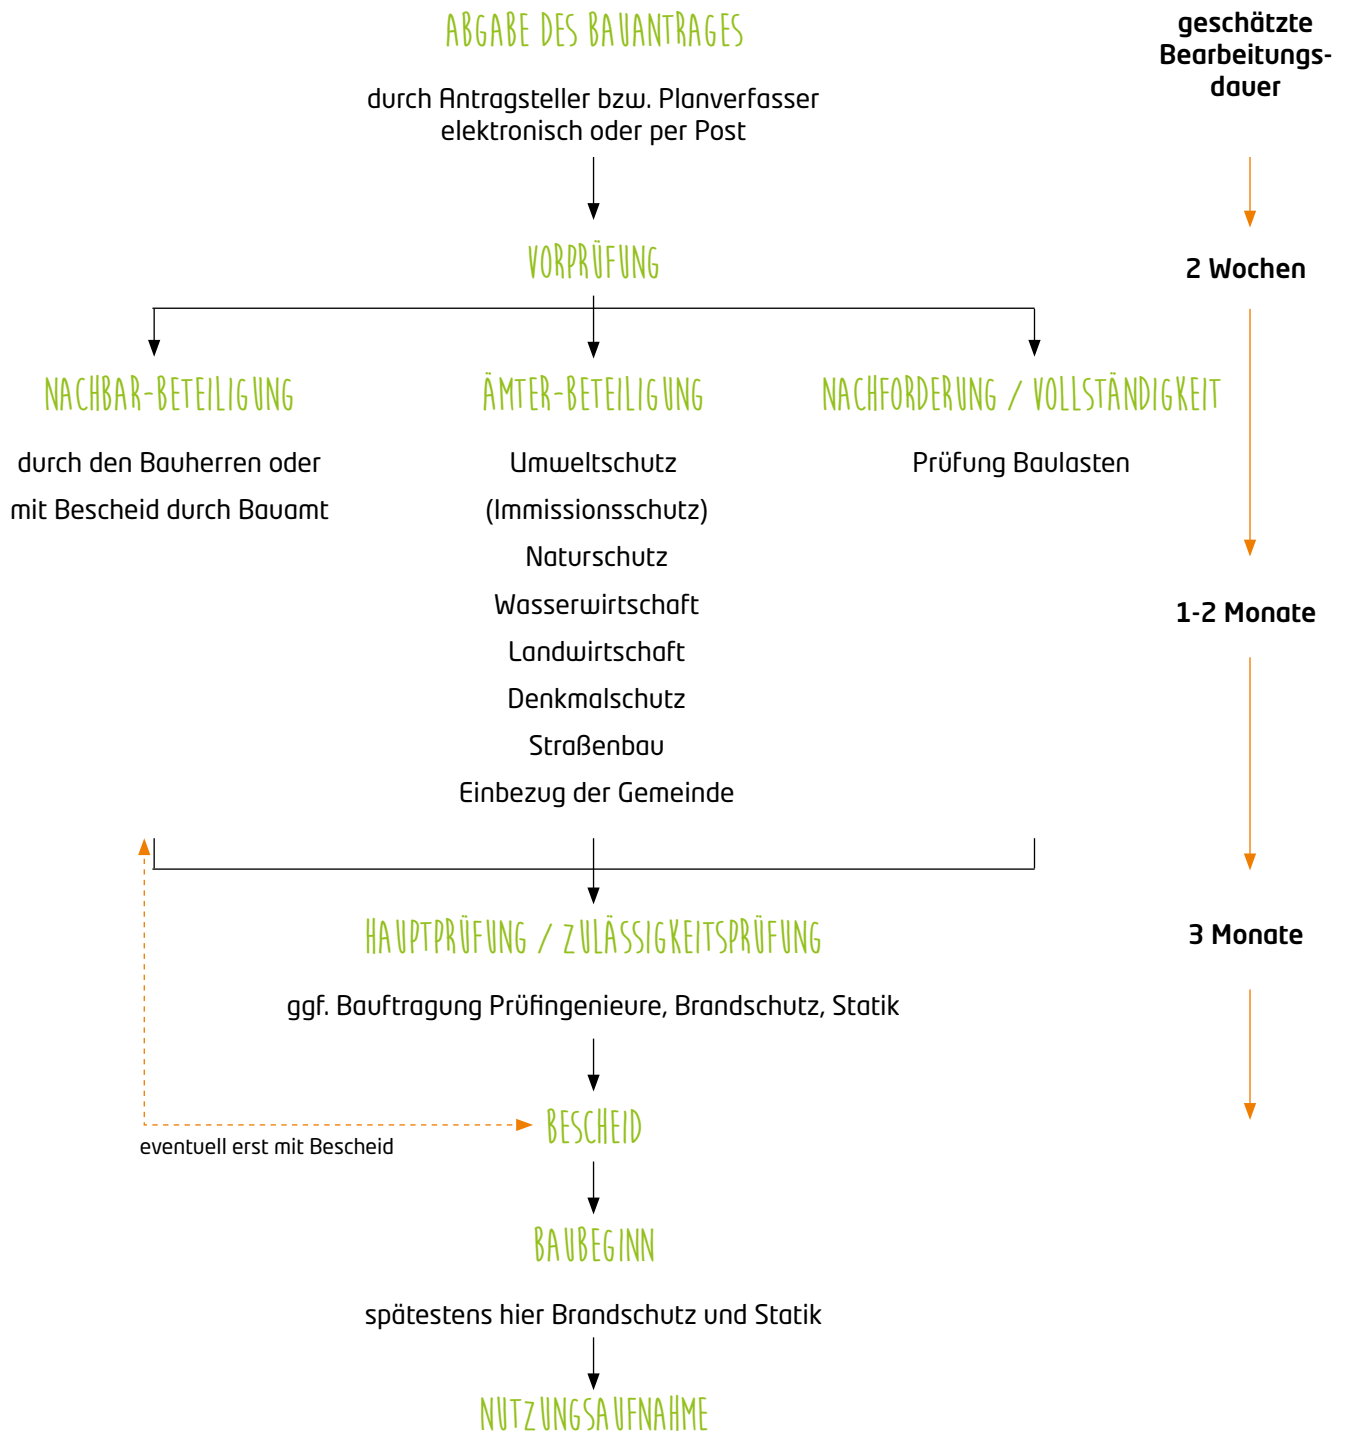 ABGABE DES BAUANTRAGES
geschätzte
Bearbeitungs-
dauer
durch Antragsteller bzw. Planverfasser
elektronisch oder per Post
VORPRÜFUNG
2 Wochen
NACHBAR-BETEILIGUNG
durch den Bauherren oder
mit Bescheid durch Bauamt
ÄMTER-BETEILIGUNG
Umweltschutz
(Immissionsschutz)
Naturschutz
Wasserwirtschaft
Landwirtschaft
Denkmalschutz
Straßenbau
Einbezug der Gemeinde
NACHFORDERUNG / VOLLSTÄNDIGKEIT
Prüfung Baulasten
1-2 Monate
HAUPTPRÜFUNG / ZULÄSSIGKEITSPRÜFUNG
3 Monate
ggf. Bauftragung Prüfingenieure, Brandschutz, Statik
BESCHEID
eventuell erst mit Bescheid
BAUBEGINN
spätestens hier Brandschutz und Statik
NUTZUNGSAUFNAHME